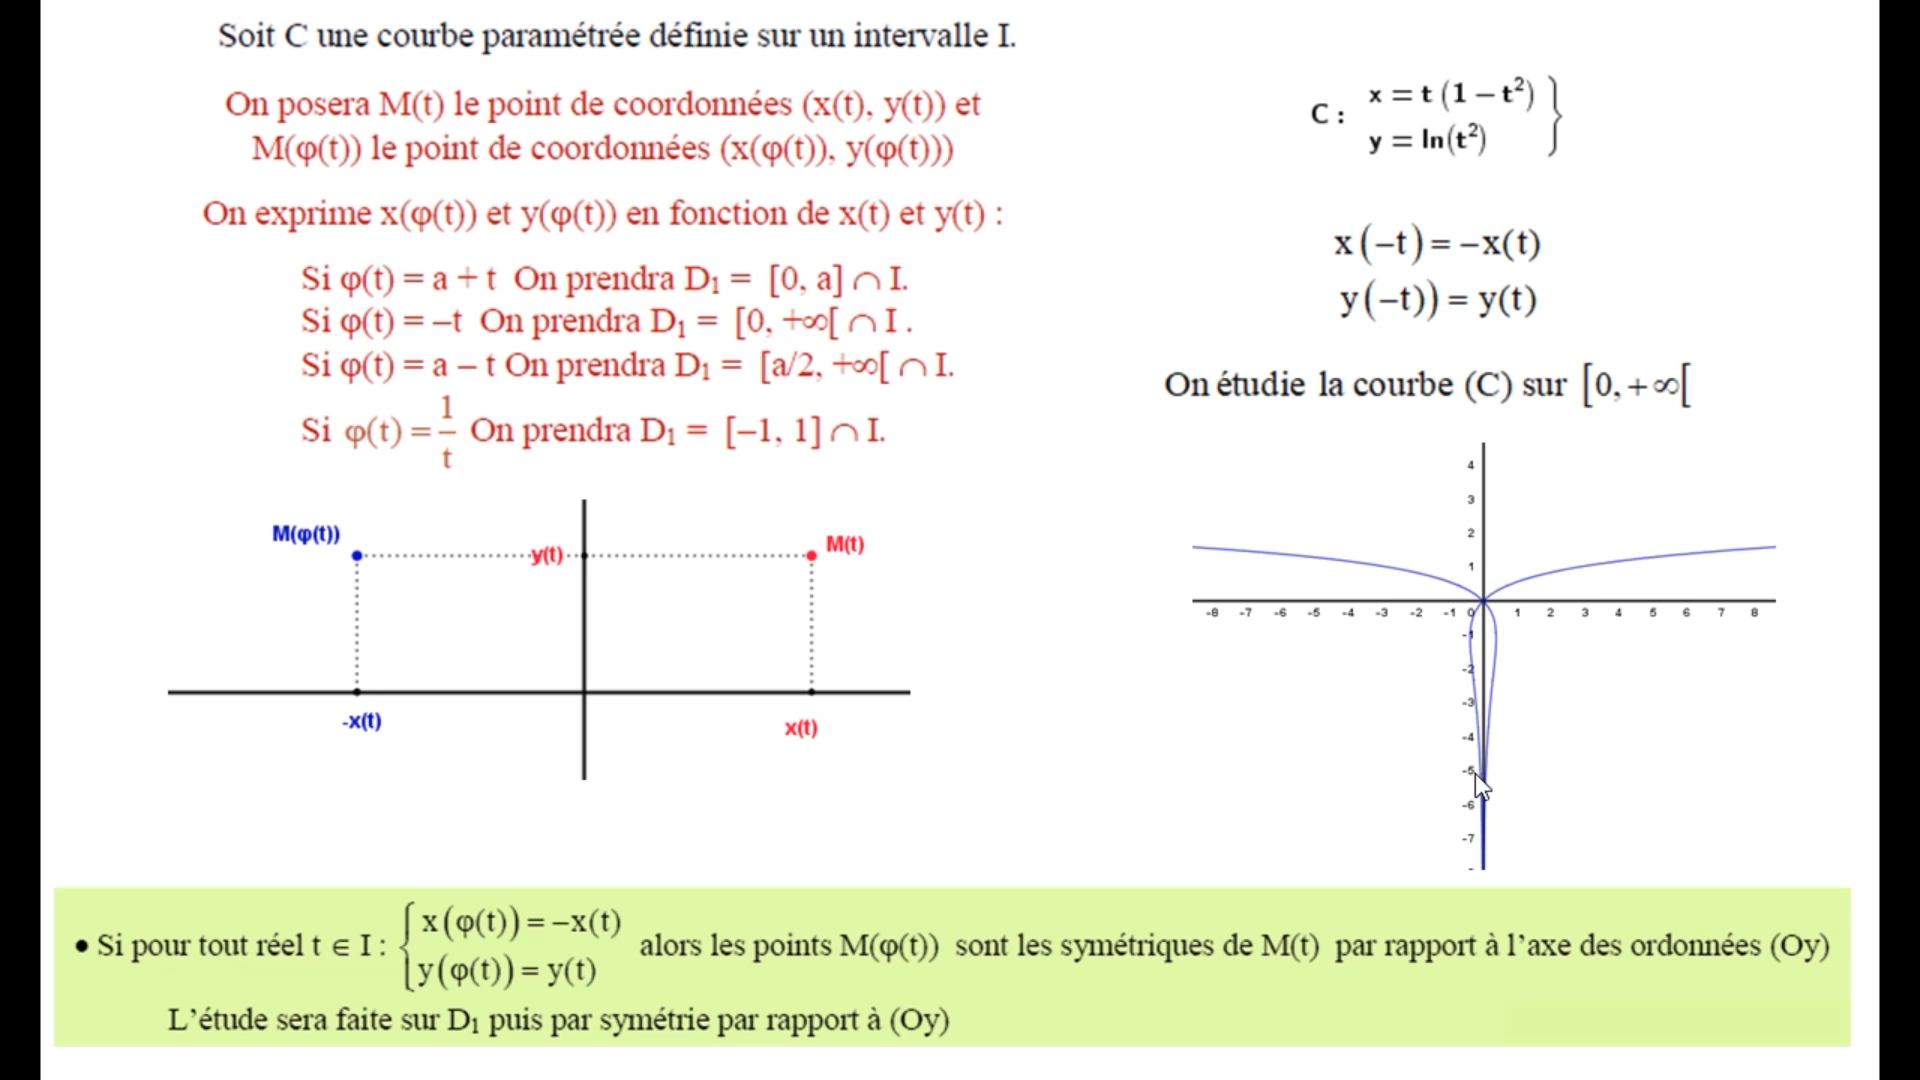 Soit C une courbe paramétrée définie sur un intervalle I.
On posera M(t) le point de coordonnées (x(t), y(t)) et
M(φ(t)) le point de coordonnées (x(φ(t)), y(φ(t)))
On exprime x(φ(t)) et y(φ(t)) en fonction de x(t) et y(t) :
Si φ(t) = a + t On prendra D₁ = [0, a] ∩ I.
Si φ(t) = –t On prendra D₁ = [0, +∞[ ∩ I .
Si φ(t) = a – t On prendra D₁ = [a/2, +∞[ ∩ I.
Si φ(t) = 1/t On prendra D₁ = [–1, 1] ∩ I.
M(φ(t))
y(t)
M(t)
-x(t)
x(t)
C : x = t (1 – t²) }
y = ln(t²)
x(–t) = –x(t)
y(–t)) = y(t)
On étudie la courbe (C) sur [0, +∞[
4
3
2
1
-8 -7 -6 -5 -4 -3 -2 -1 0 1 2 3 4 5 6 7 8
-1
-2
-3
-4
-5
-6
-7
• Si pour tout réel t ∈ I : { x(φ(t)) = –x(t)
y(φ(t)) = y(t) alors les points M(φ(t)) sont les symétriques de M(t) par rapport à l’axe des ordonnées (Oy)
L’étude sera faite sur D₁ puis par symétrie par rapport à (Oy)